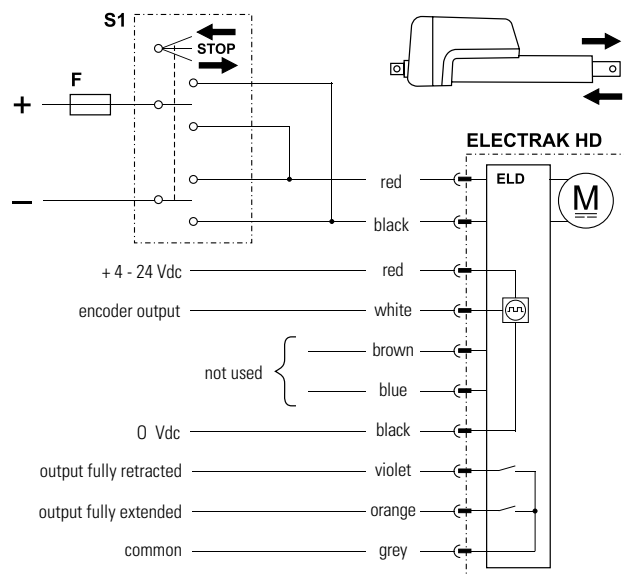 S1
STOP
F
+
−
ELECTRAK HD
ELD
M
red
black
+ 4 - 24 Vdc red
encoder output white
not used
brown
blue
0 Vdc black
output fully retracted violet
output fully extended orange
common grey